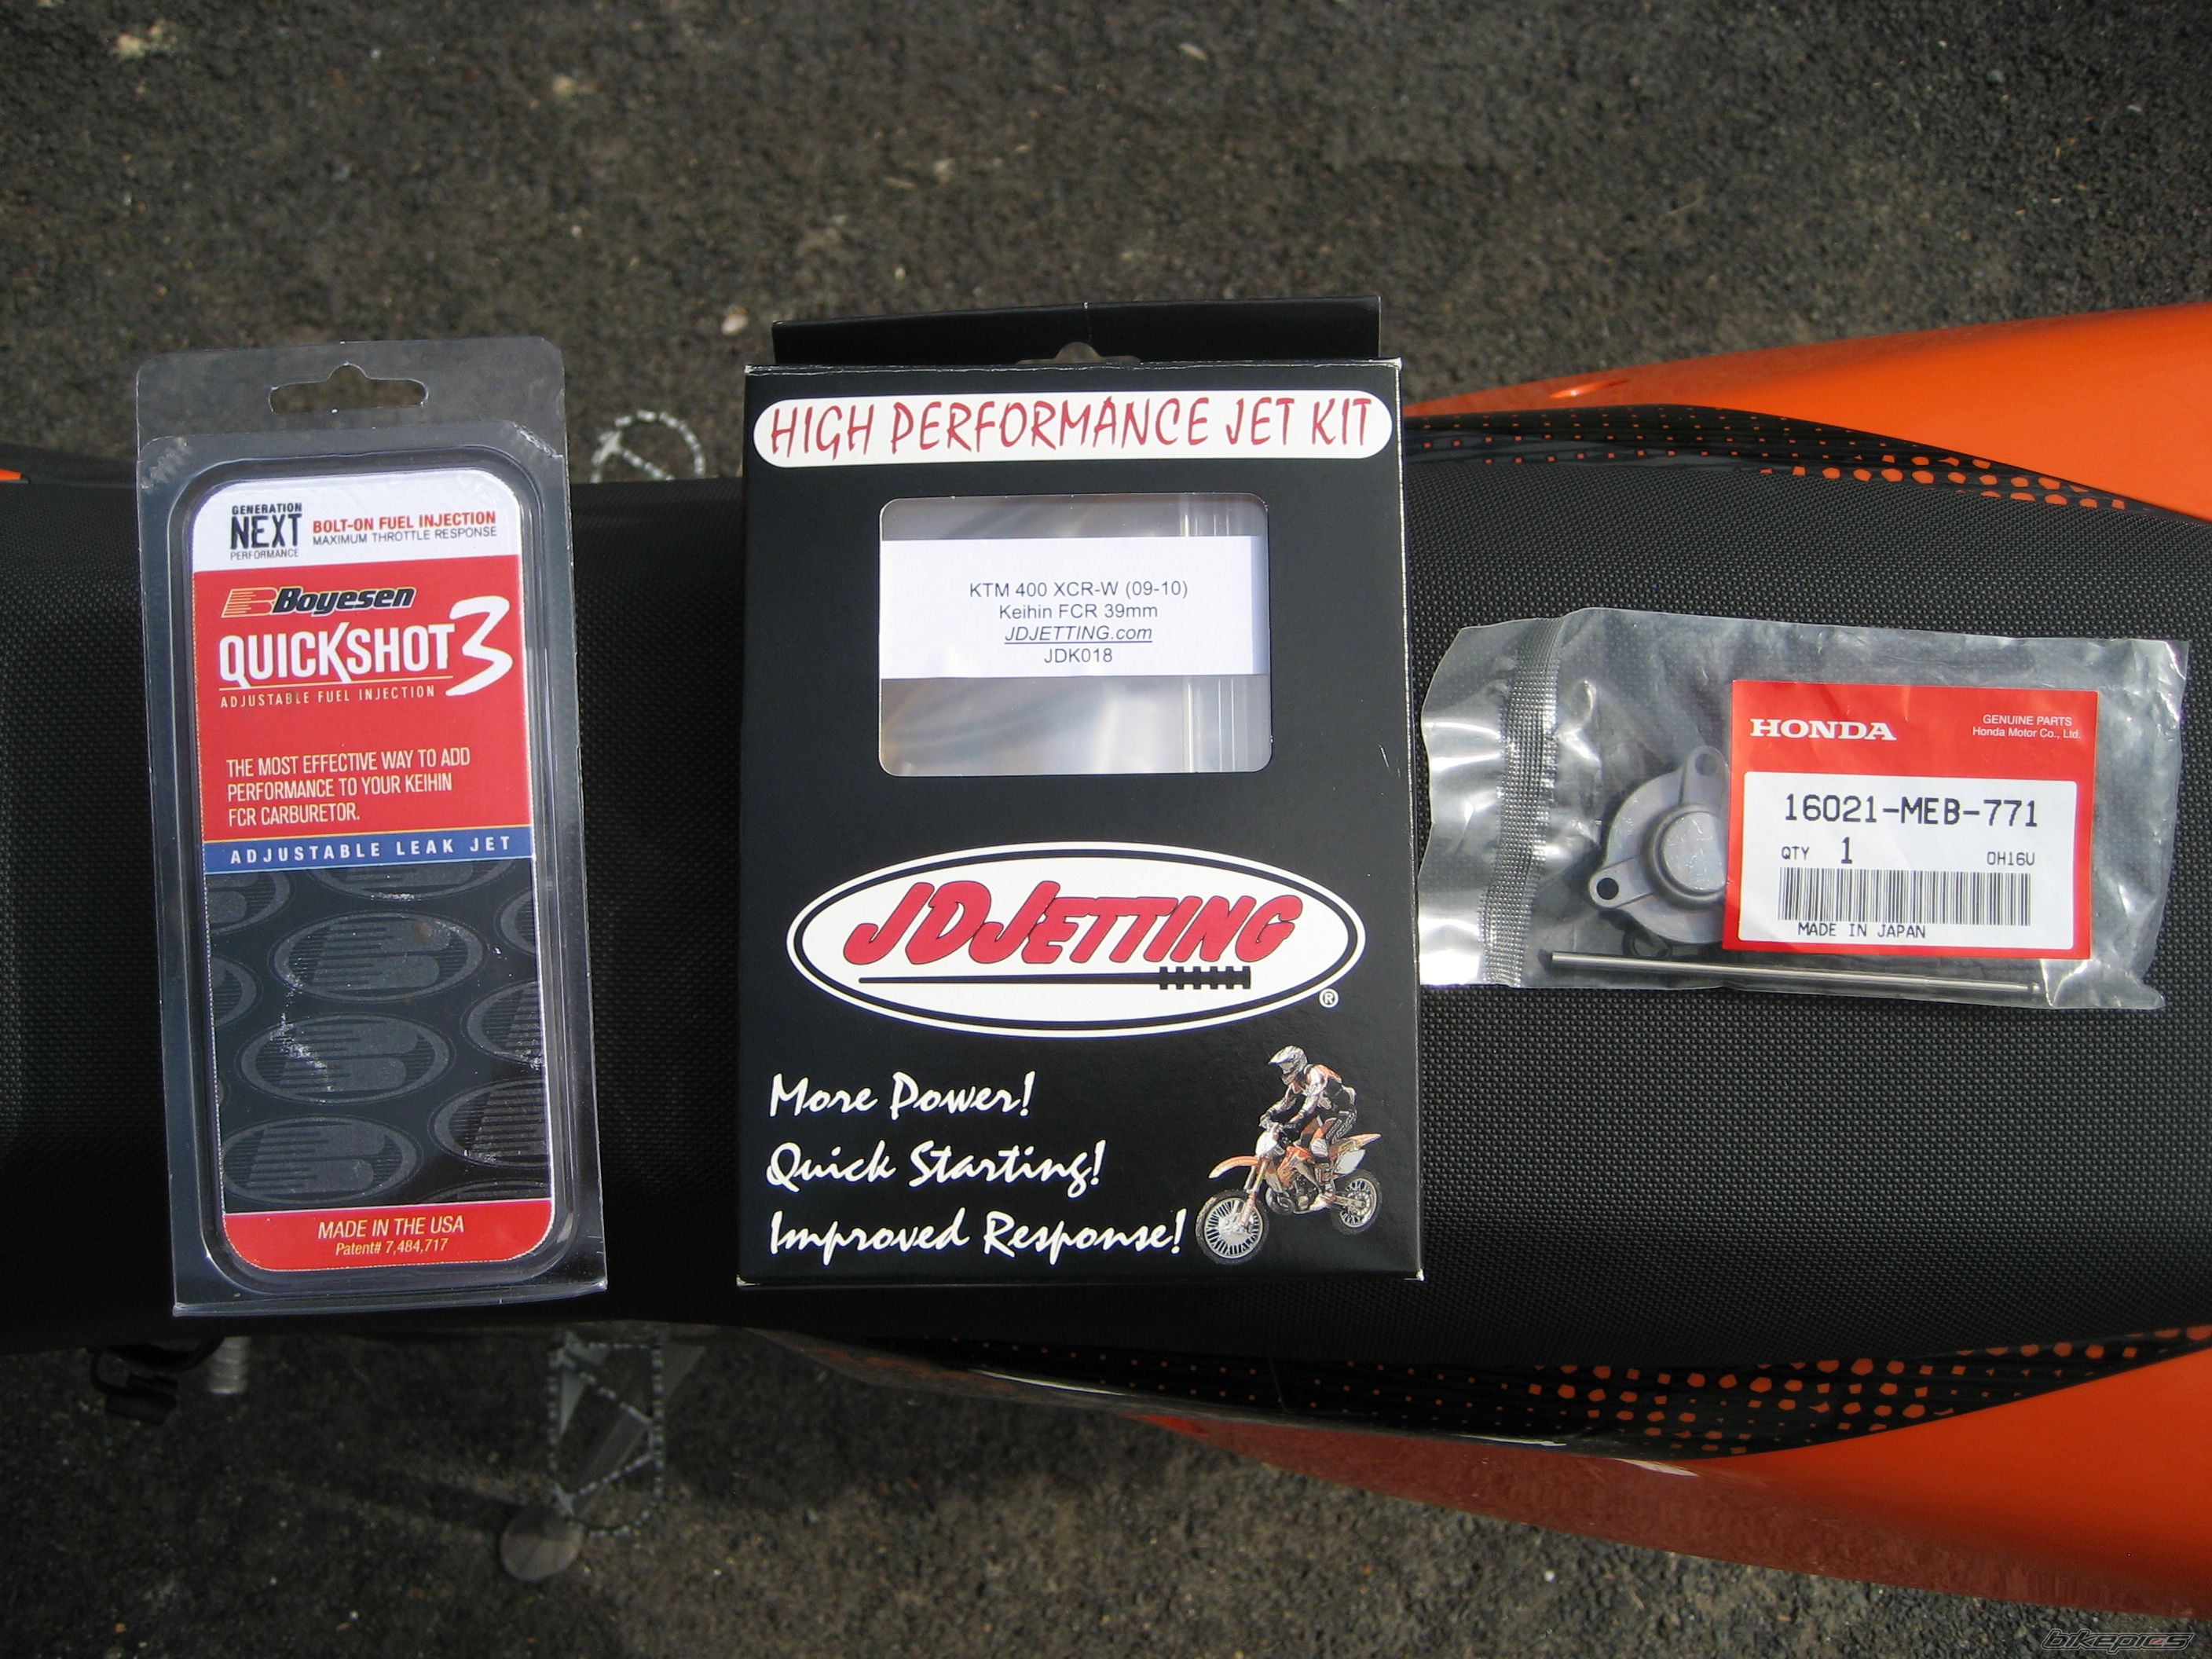 GENERATION
NEXT
PERFORMANCE
BOLT-ON FUEL INJECTION
MAXIMUM THROTTLE RESPONSE
Boyesen
QUICKSHOT 3
ADJUSTABLE FUEL INJECTION
THE MOST EFFECTIVE WAY TO ADD
PERFORMANCE TO YOUR KEIHIN
FCR CARBURETOR.
ADJUSTABLE LEAK JET
MADE IN THE USA
Patent# 7,484,717
HIGH PERFORMANCE JET KIT
KTM 400 XCR-W (09-10)
Keihin FCR 39mm
JDJETTING.com
JDK018
JDJETTING
®
More Power!
Quick Starting!
Improved Response!
HONDA
GENUINE PARTS
Honda Motor Co., Ltd.
16021-MEB-771
QTY 1 0H16U
MADE IN JAPAN
bikepics